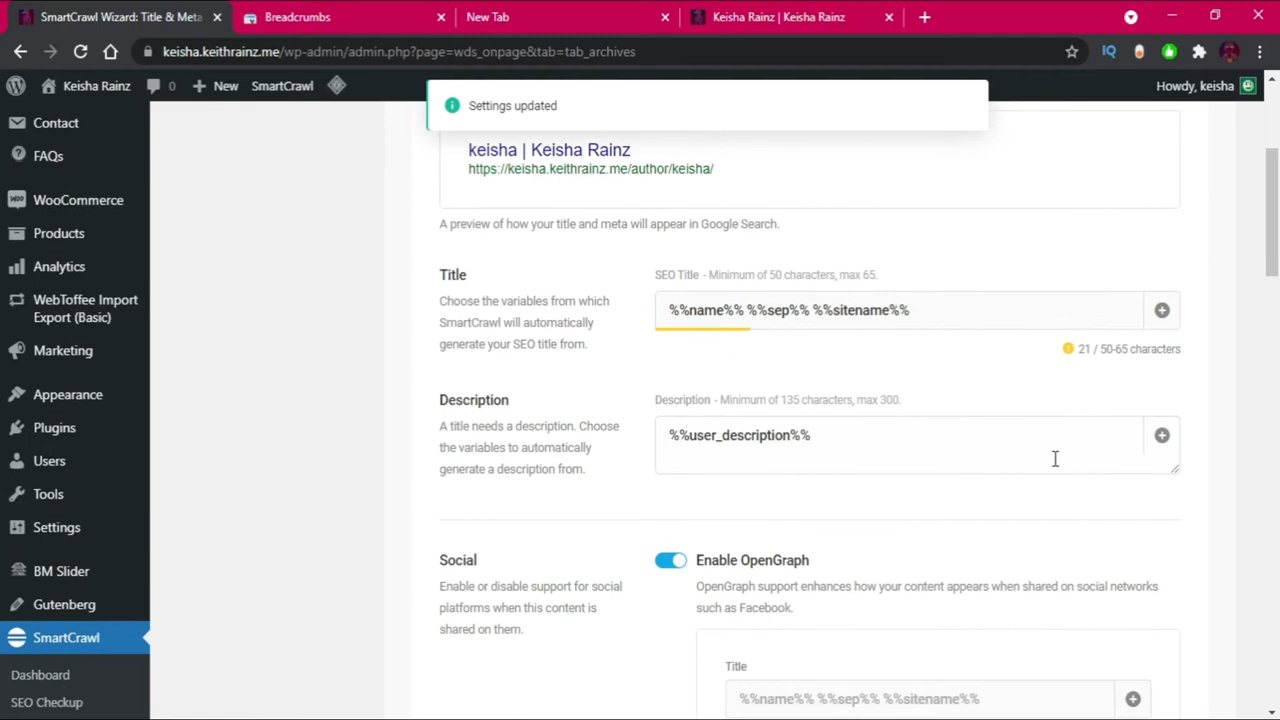 SmartCrawl Wizard: Title & Meta
Breadcrumbs
New Tab
Keisha Rainz | Keisha Rainz
keisha.keithrainz.me/wp-admin/admin.php?page=wds_onpage&tab=tab_archives
IQ
Keisha Rainz
0
New
SmartCrawl
Howdy, keisha
Settings updated
Contact
FAQs
WooCommerce
Products
Analytics
WebToffee Import
Export (Basic)
Marketing
Appearance
Plugins
Users
Tools
Settings
BM Slider
Gutenberg
SmartCrawl
Dashboard
SEO Checkup
keisha | Keisha Rainz
https://keisha.keithrainz.me/author/keisha/
A preview of how your title and meta will appear in Google Search.
Title
Choose the variables from which
SmartCrawl will automatically
generate your SEO title from.
SEO Title - Minimum of 50 characters, max 65.
%%name%% %%sep%% %%sitename%%
21 / 50-65 characters
Description
A title needs a description. Choose
the variables to automatically
generate a description from.
Description - Minimum of 135 characters, max 300.
%%user_description%%
Social
Enable or disable support for social
platforms when this content is
shared on them.
Enable OpenGraph
OpenGraph support enhances how your content appears when shared on social networks
such as Facebook.
Title
%%name%% %%sep%% %%sitename%%